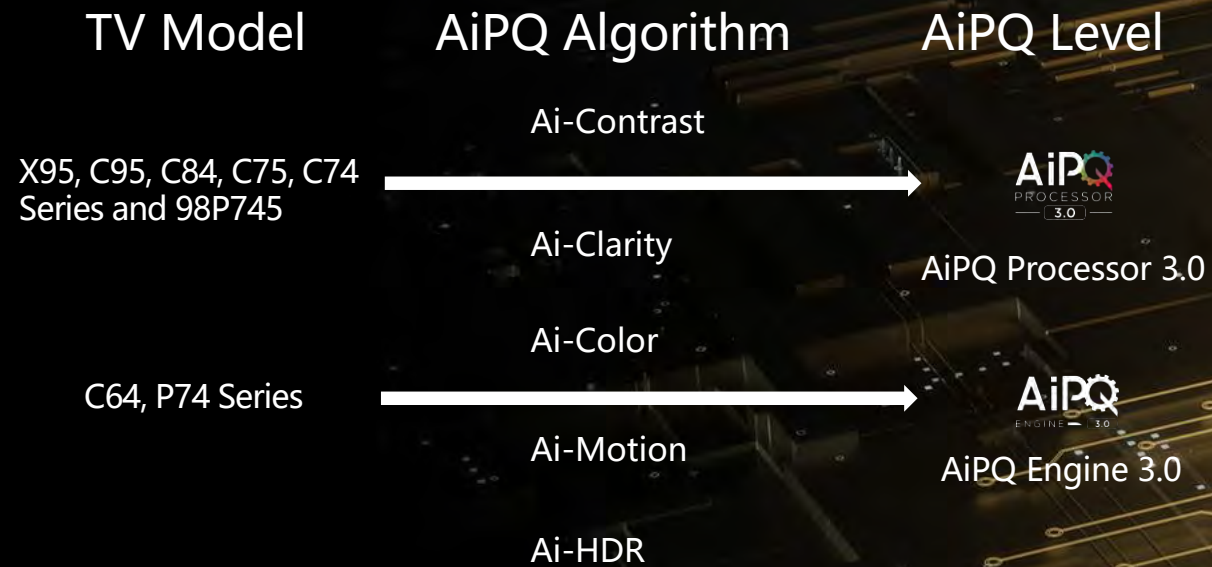 TV Model
AiPQ Algorithm
AiPQ Level
Ai-Contrast
X95, C95, C84, C75, C74
Series and 98P745
AiPQ
PROCESSOR
3.0
Ai-Clarity
AiPQ Processor 3.0
Ai-Color
C64, P74 Series
AiPQ
ENGINE 3.0
Ai-Motion
AiPQ Engine 3.0
Ai-HDR